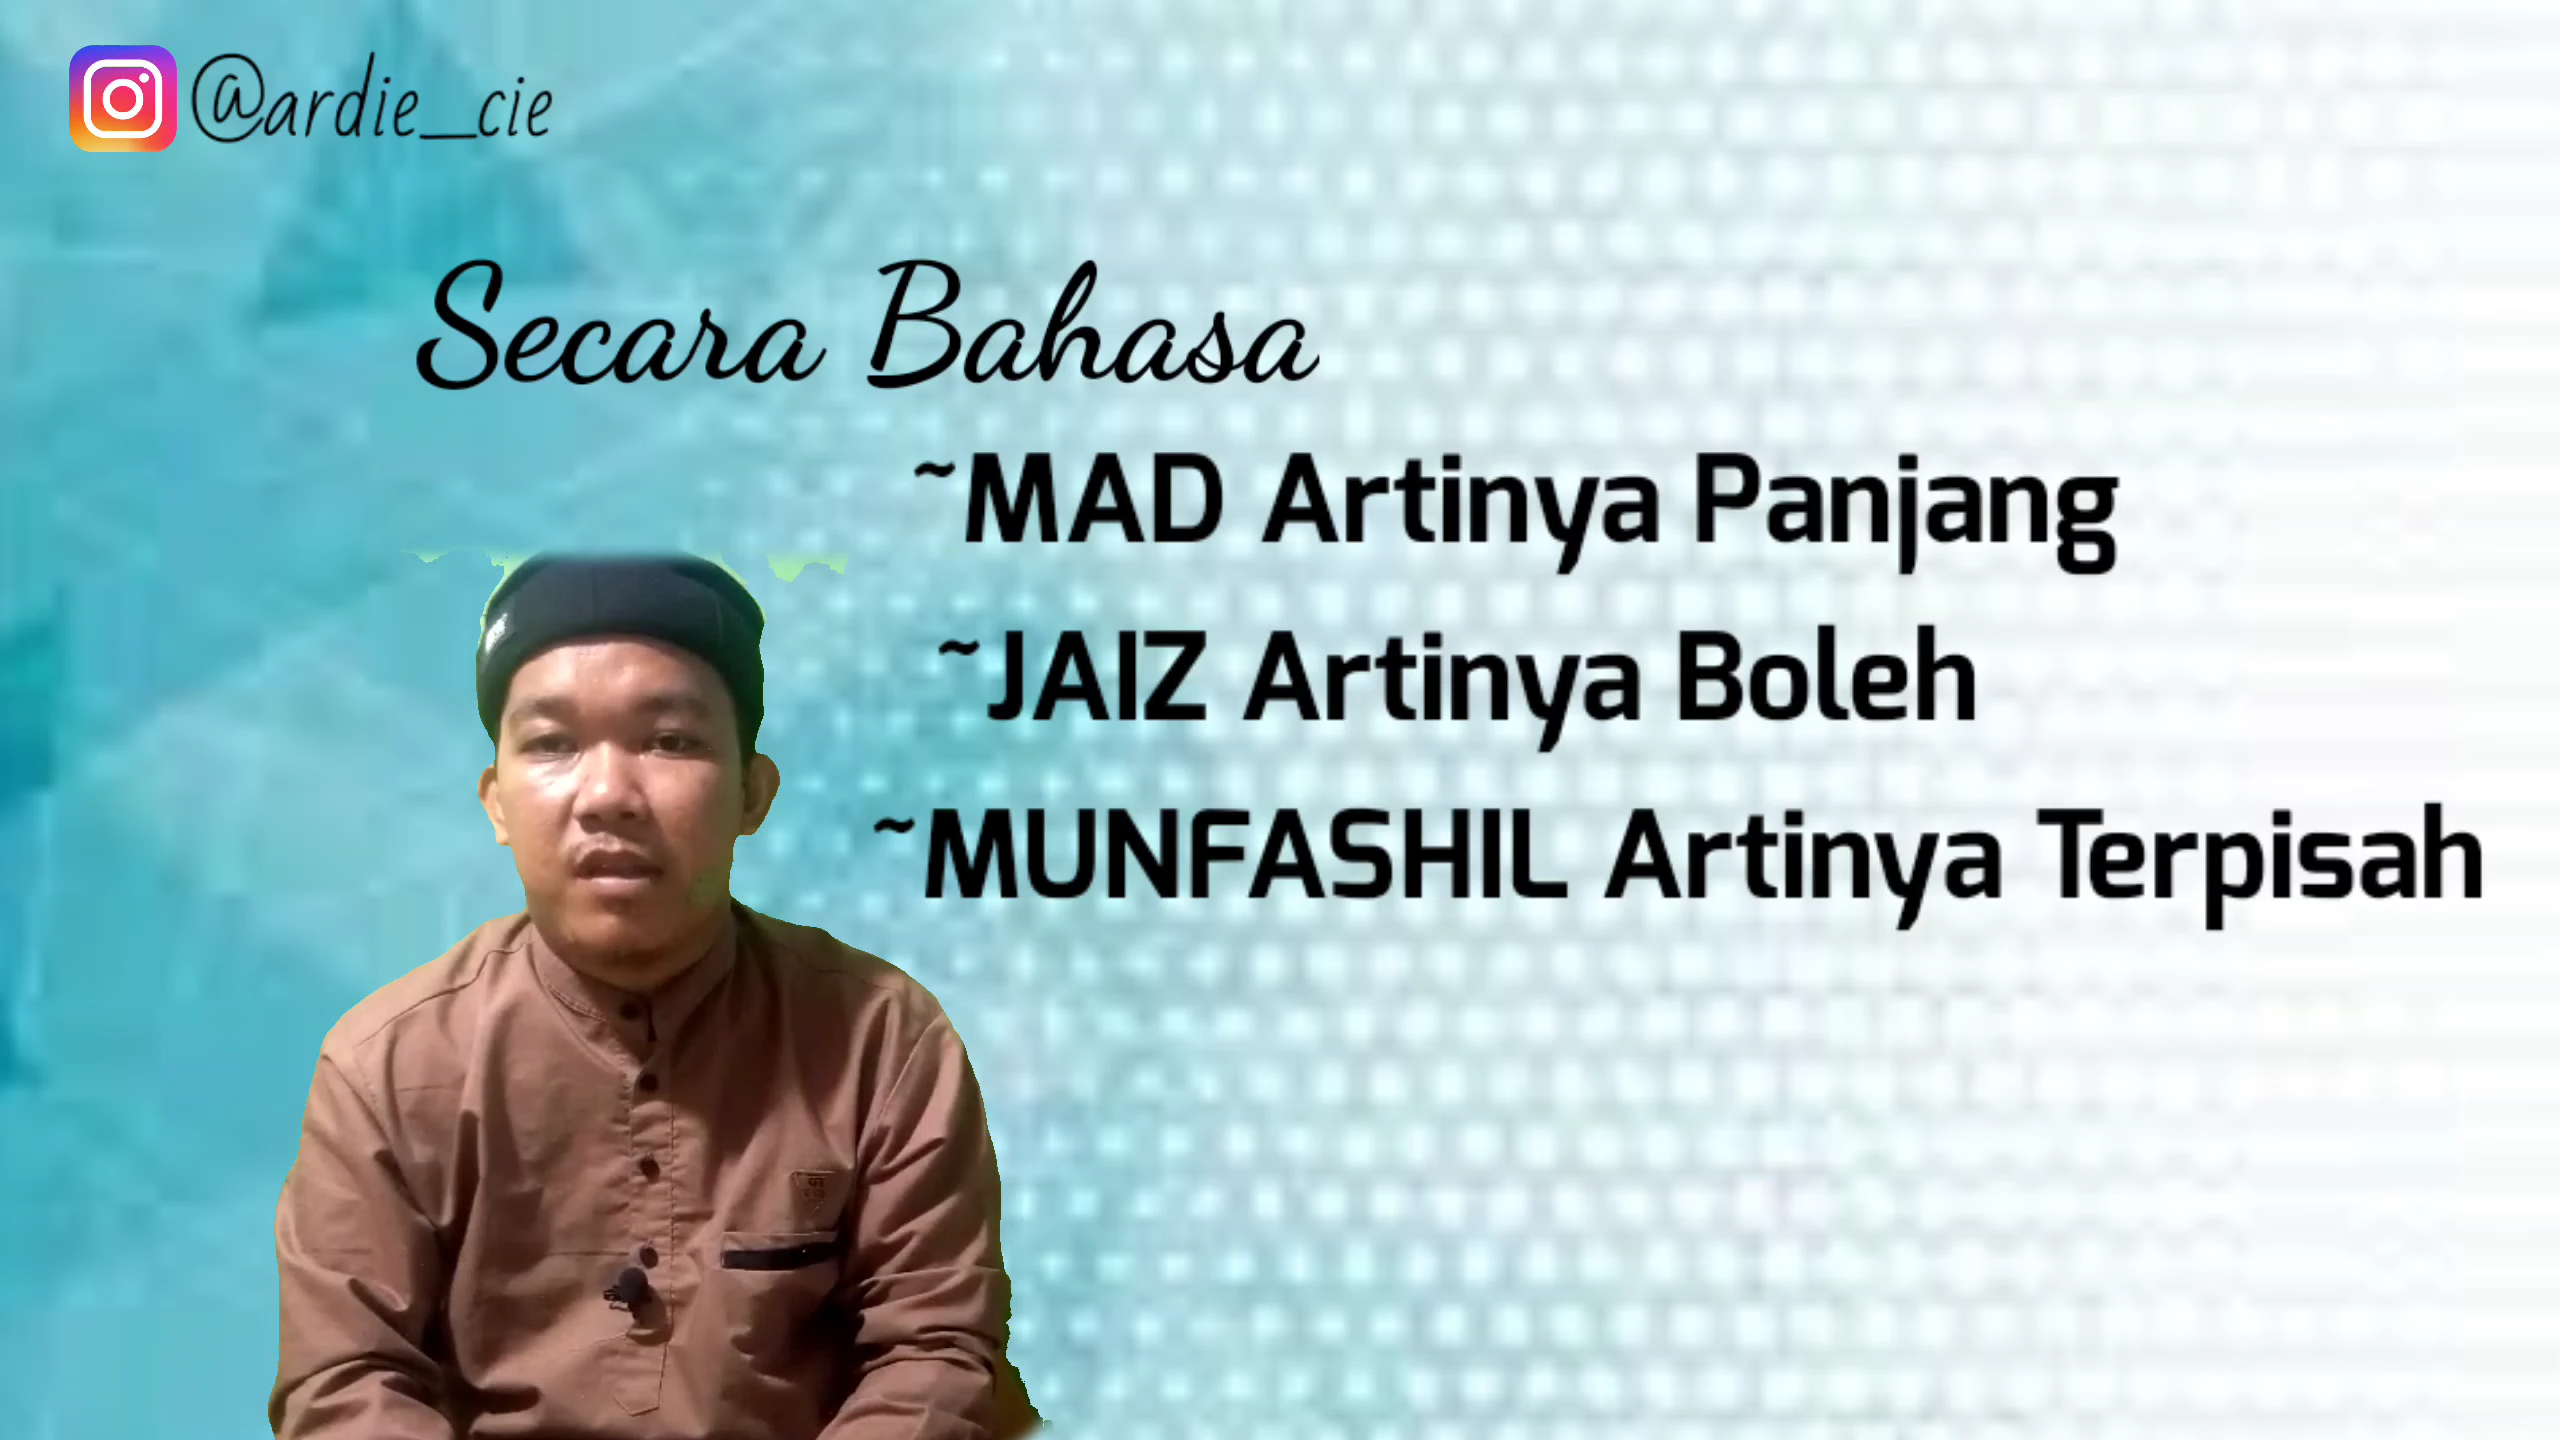 @ardie_cie
Secara Bahasa
~MAD Artinya Panjang
~JAIZ Artinya Boleh
~MUNFASHIL Artinya Terpisah